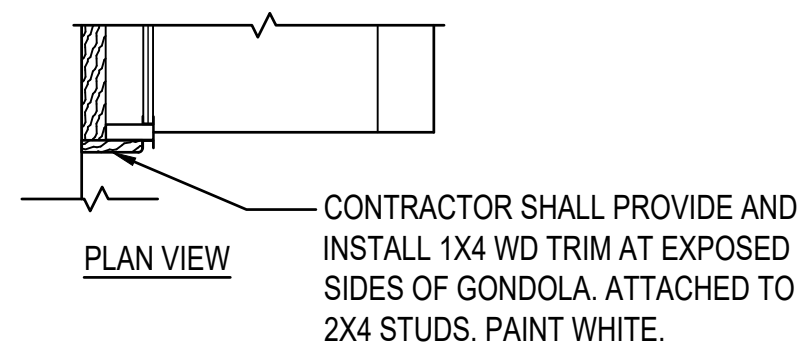 CONTRACTOR SHALL PROVIDE AND
INSTALL 1X4 WD TRIM AT EXPOSED
SIDES OF GONDOLA. ATTACHED TO
2X4 STUDS. PAINT WHITE.
PLAN VIEW